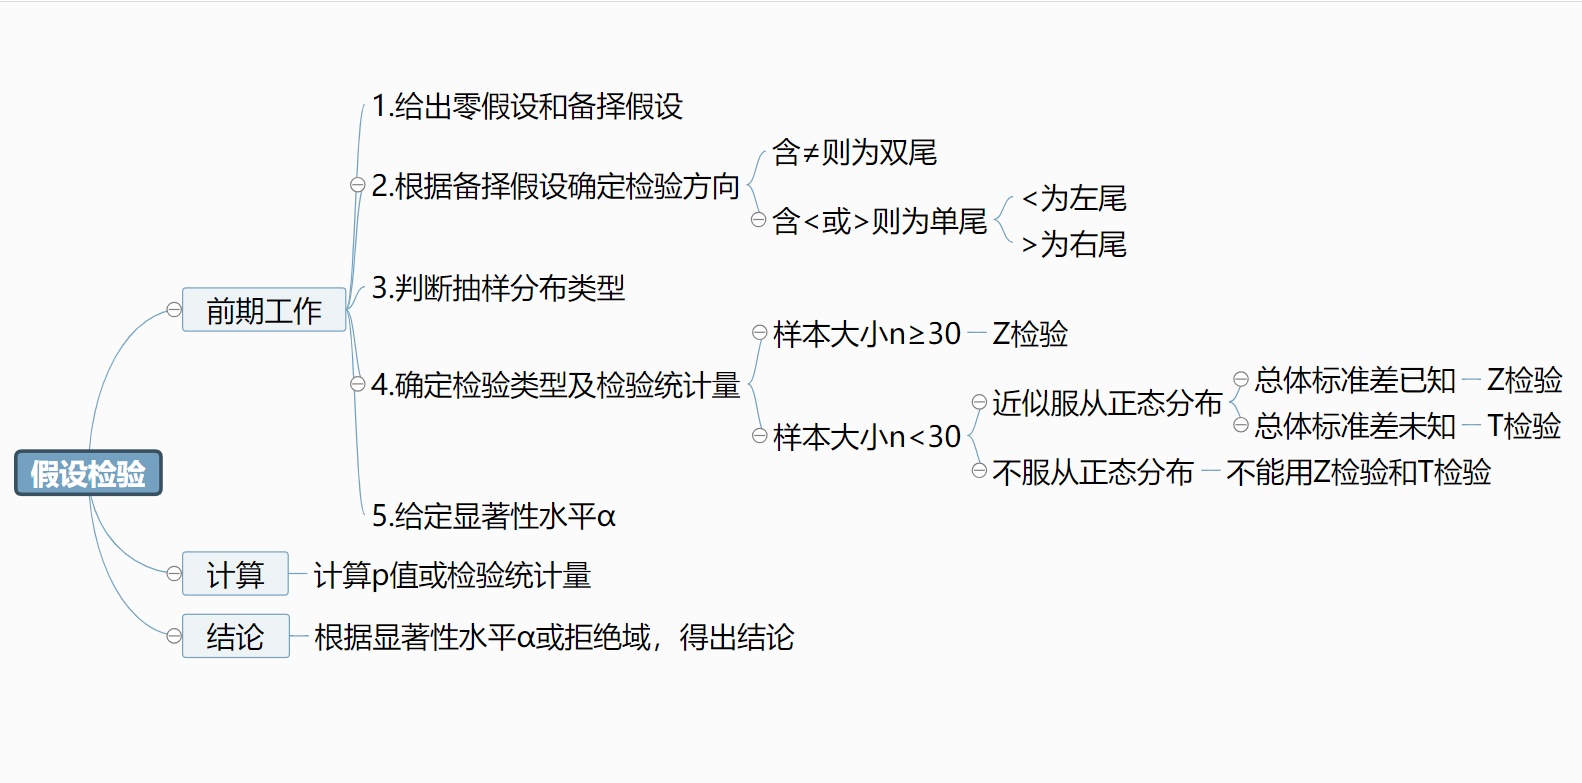 假设检验
前期工作
1.给出零假设和备择假设
2.根据备择假设确定检验方向
含≠则为双尾
含<或>则为单尾
<为左尾
>为右尾
3.判断抽样分布类型
4.确定检验类型及检验统计量
样本大小n≥30
Z检验
样本大小n<30
近似服从正态分布
总体标准差已知
Z检验
总体标准差未知
T检验
不服从正态分布
不能用Z检验和T检验
5.给定显著性水平α
计算
计算p值或检验统计量
结论
根据显著性水平α或拒绝域，得出结论